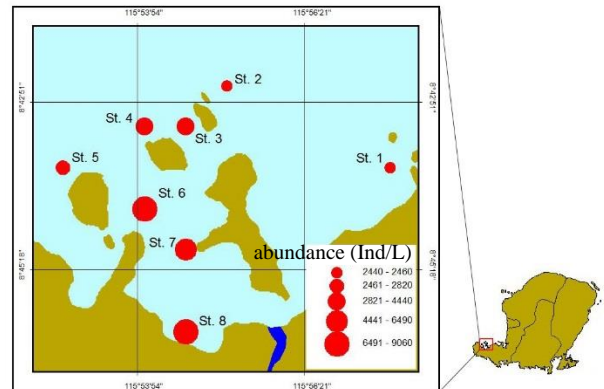 115°53'54" 115°56'21"
St. 2
8°42'51" 8°42'51"
St. 4 St. 3
St. 5 St. 1
St. 6
St. 7
abundance (Ind/L)
8°45'18" 8°45'18"
2440 - 2460
2461 - 2820
2821 - 4440
4441 - 6490
6491 - 9060
St. 8
115°53'54" 115°56'21"